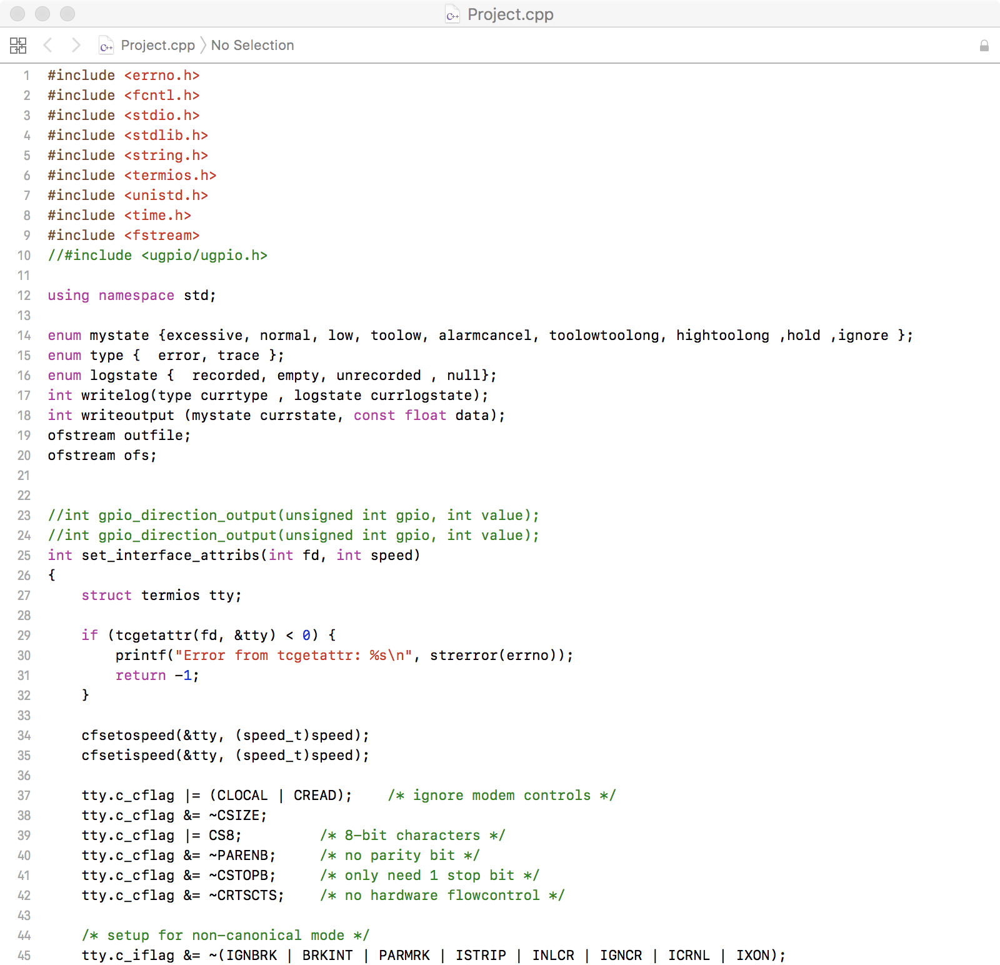 Project.cpp
Project.cpp 〉 No Selection
1 #include <errno.h>
2 #include <fcntl.h>
3 #include <stdio.h>
4 #include <stdlib.h>
5 #include <string.h>
6 #include <termios.h>
7 #include <unistd.h>
8 #include <time.h>
9 #include <fstream>
10 //#include <ugpio/ugpio.h>
11
12 using namespace std;
13
14 enum mystate {excessive, normal, low, toolow, alarmcancel, toolowtoolong, hightoolong ,hold ,ignore };
15 enum type {  error, trace };
16 enum logstate {  recorded, empty, unrecorded , null};
17 int writelog(type currtype , logstate currlogstate);
18 int writeoutput (mystate currstate, const float data);
19 ofstream outfile;
20 ofstream ofs;
21
22
23 //int gpio_direction_output(unsigned int gpio, int value);
24 //int gpio_direction_output(unsigned int gpio, int value);
25 int set_interface_attribs(int fd, int speed)
26 {
27     struct termios tty;
28
29     if (tcgetattr(fd, &tty) < 0) {
30         printf("Error from tcgetattr: %s\n", strerror(errno));
31         return -1;
32     }
33
34     cfsetospeed(&tty, (speed_t)speed);
35     cfsetispeed(&tty, (speed_t)speed);
36
37     tty.c_cflag |= (CLOCAL | CREAD);    /* ignore modem controls */
38     tty.c_cflag &= ~CSIZE;
39     tty.c_cflag |= CS8;         /* 8-bit characters */
40     tty.c_cflag &= ~PARENB;     /* no parity bit */
41     tty.c_cflag &= ~CSTOPB;     /* only need 1 stop bit */
42     tty.c_cflag &= ~CRTSCTS;    /* no hardware flowcontrol */
43
44     /* setup for non-canonical mode */
45     tty.c_iflag &= ~(IGNBRK | BRKINT | PARMRK | ISTRIP | INLCR | IGNCR | ICRNL | IXON);